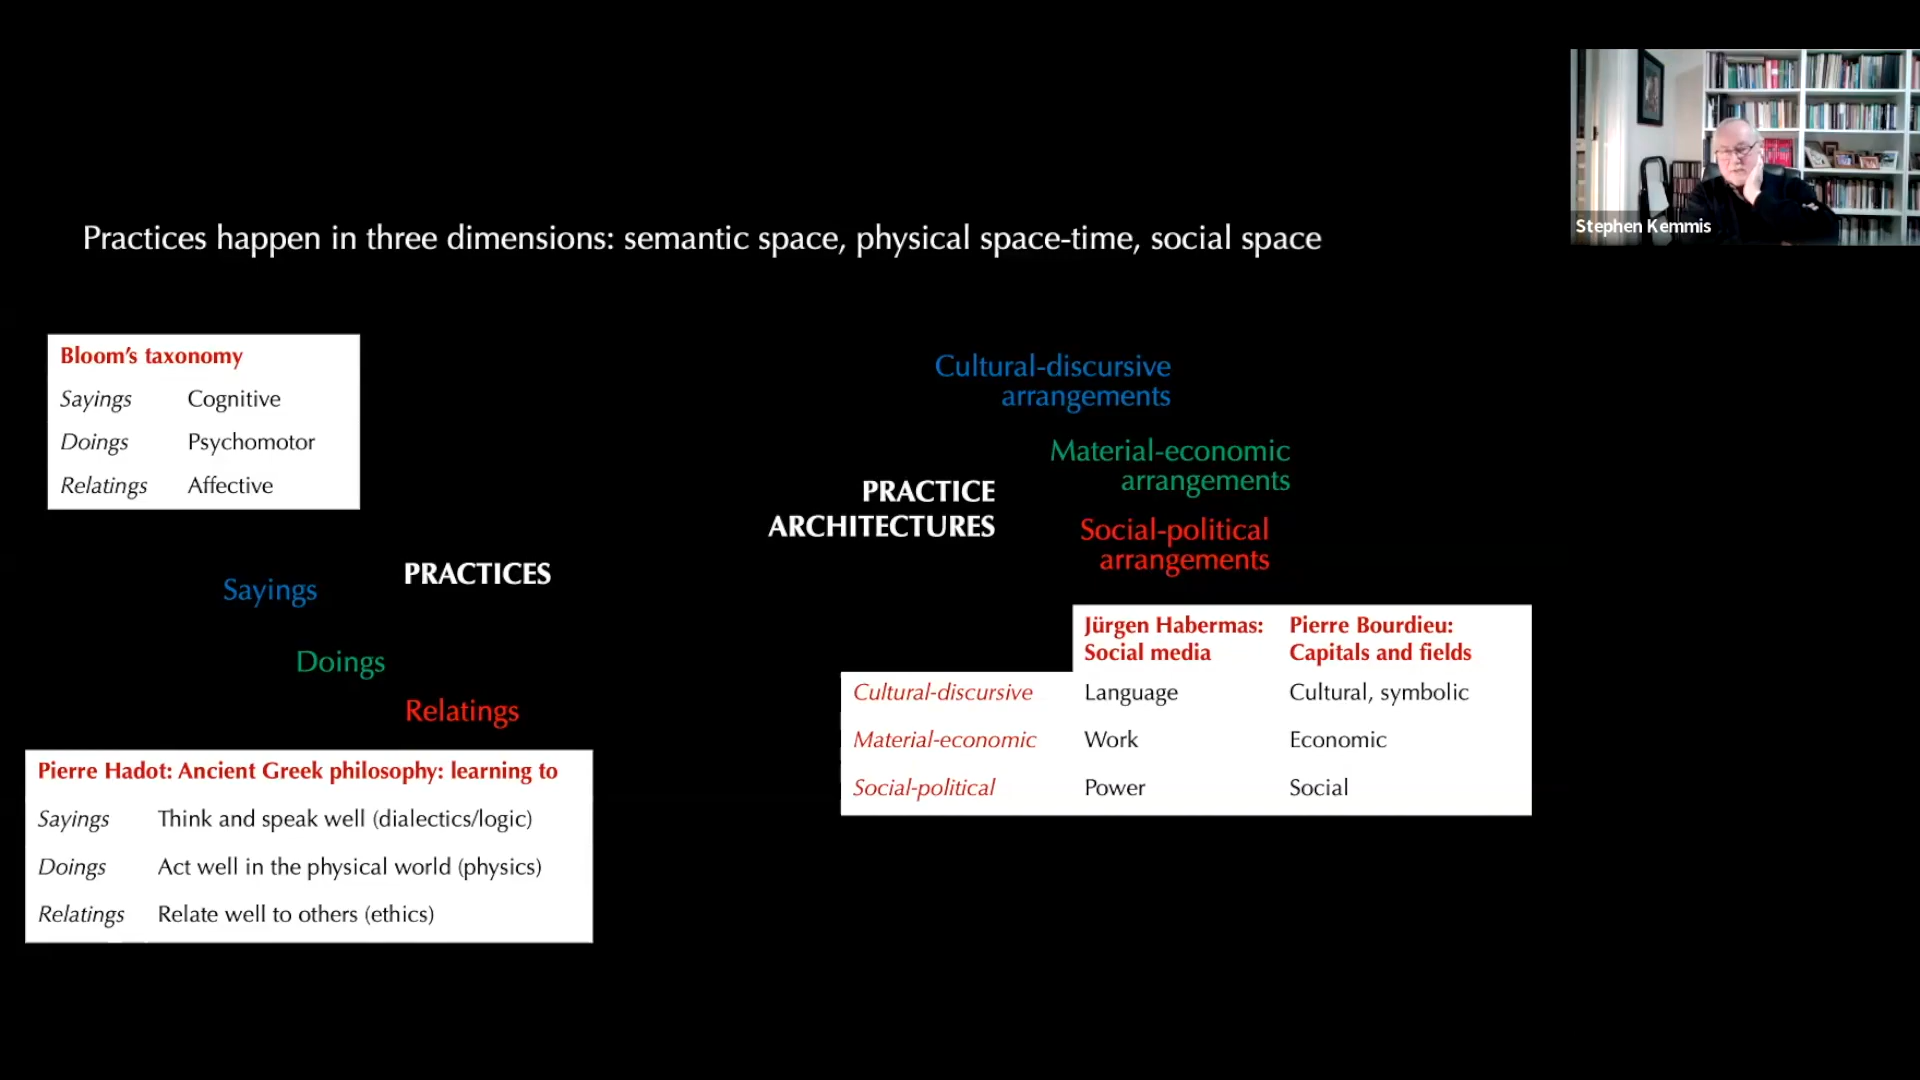 Practices happen in three dimensions: semantic space, physical space-time, social space
Stephen Kemmis
Bloom's taxonomy
Sayings Cognitive
Doings Psychomotor
Relatings Affective
PRACTICES
Sayings
Doings
Relatings
Pierre Hadot: Ancient Greek philosophy: learning to
Sayings Think and speak well (dialectics/logic)
Doings Act well in the physical world (physics)
Relatings Relate well to others (ethics)
Cultural-discursive
arrangements
Material-economic
arrangements
PRACTICE
ARCHITECTURES
Social-political
arrangements
Jürgen Habermas: Pierre Bourdieu:
Social media Capitals and fields
Cultural-discursive Language Cultural, symbolic
Material-economic Work Economic
Social-political Power Social